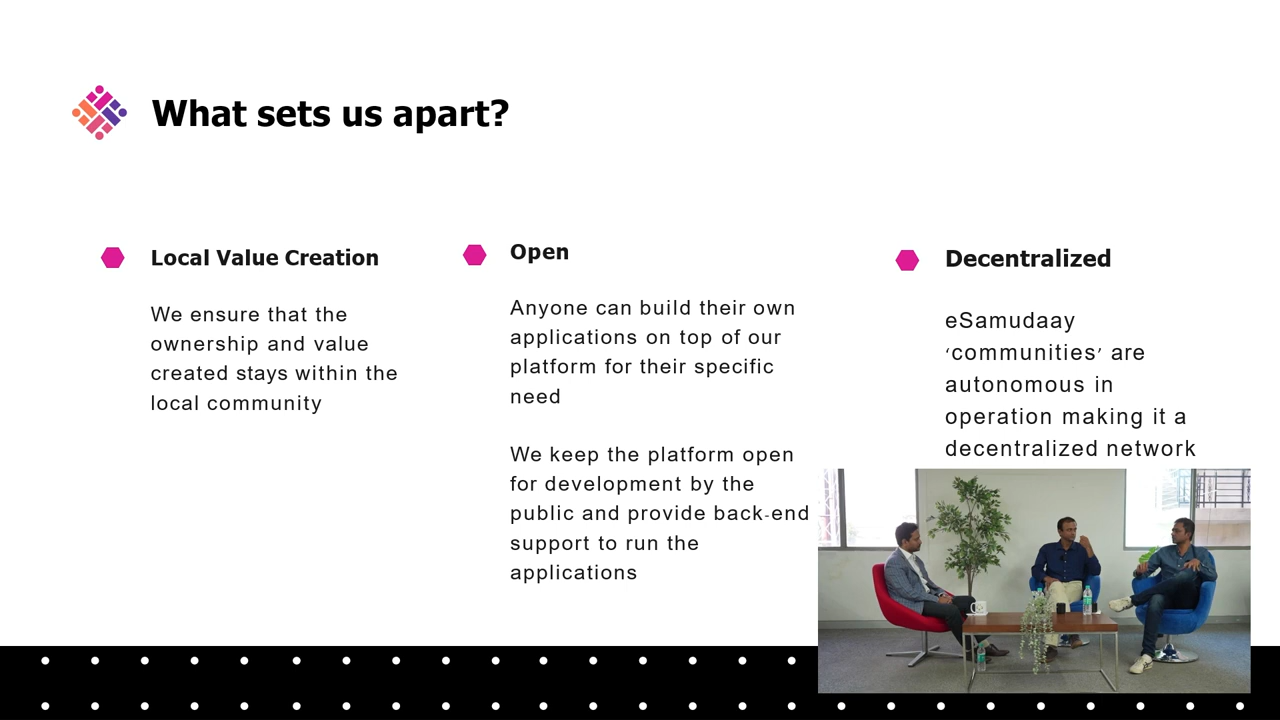 What sets us apart?
Local Value Creation
We ensure that the
ownership and value
created stays within the
local community
Open
Anyone can build their own
applications on top of our
platform for their specific
need
We keep the platform open
for development by the
public and provide back-end
support to run the
applications
Decentralized
eSamudaay
‘communities’ are
autonomous in
operation making it a
decentralized network